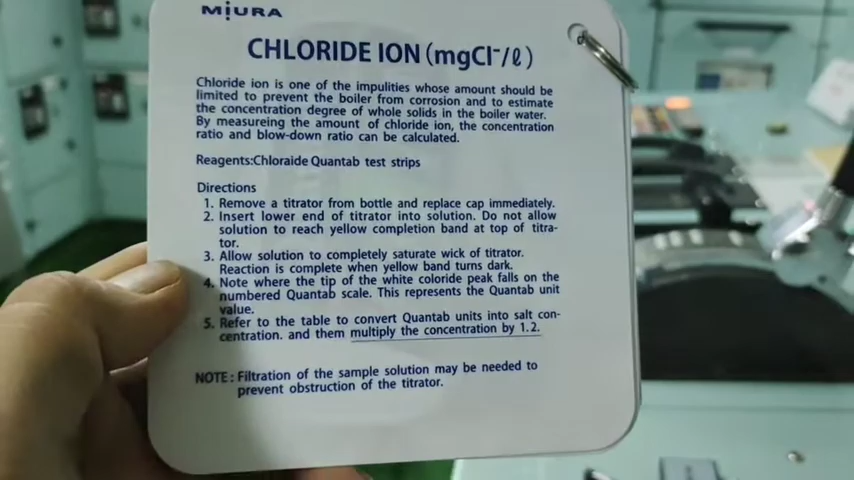 MIURA
CHLORIDE ION (mgCl⁻/ℓ)
Chloride ion is one of the impulities whose amount should be
limited to prevent the boiler from corrosion and to estimate
the concentration degree of whole solids in the boiler water.
By measureing the amount of chloride ion, the concentration
ratio and blow-down ratio can be calculated.
Reagents:Chloraide Quantab test strips
Directions
1. Remove a titrator from bottle and replace cap immediately.
2. Insert lower end of titrator into solution. Do not allow
solution to reach yellow completion band at top of titra-
tor.
3. Allow solution to completely saturate wick of titrator.
Reaction is complete when yellow band turns dark.
4. Note where the tip of the white coloride peak falls on the
numbered Quantab scale. This represents the Quantab unit
value.
5. Refer to the table to convert Quantab units into salt con-
centration. and them multiply the concentration by 1.2.
NOTE : Filtration of the sample solution may be needed to
prevent obstruction of the titrator.